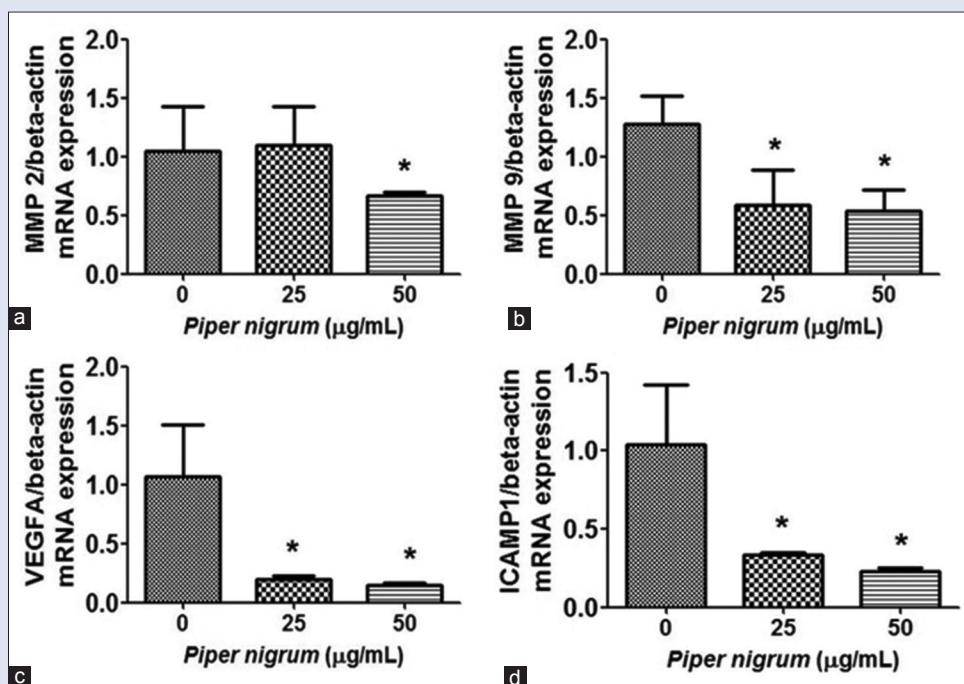 MMP 2/beta-actin
mRNA expression
2.0
1.5
1.0
0.5
0.0
*
0 25 50
Piper nigrum (µg/mL)
a
MMP 9/beta-actin
mRNA expression
2.0
1.5
1.0
0.5
0.0
* *
0 25 50
Piper nigrum (µg/mL)
b
VEGFA/beta-actin
mRNA expression
2.0
1.5
1.0
0.5
0.0
* *
0 25 50
Piper nigrum (µg/mL)
c
ICAMP1/beta-actin
mRNA expression
1.5
1.0
0.5
0.0
* *
0 25 50
Piper nigrum (µg/mL)
d